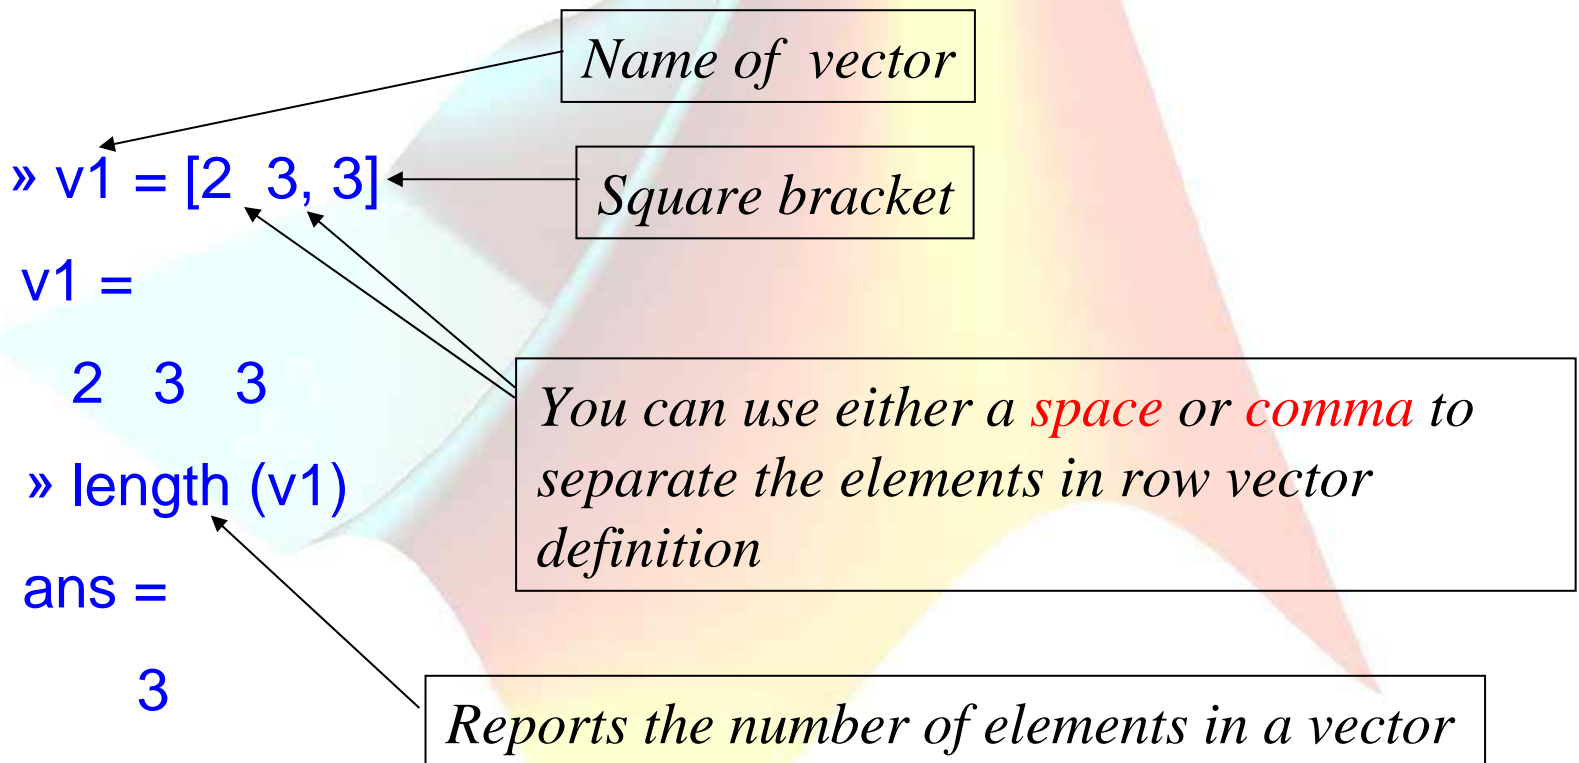 Name of vector
» v1 = [2 3, 3]
Square bracket
v1 =
2 3 3
You can use either a space or comma to
separate the elements in row vector
definition
» length (v1)
ans =
3
Reports the number of elements in a vector